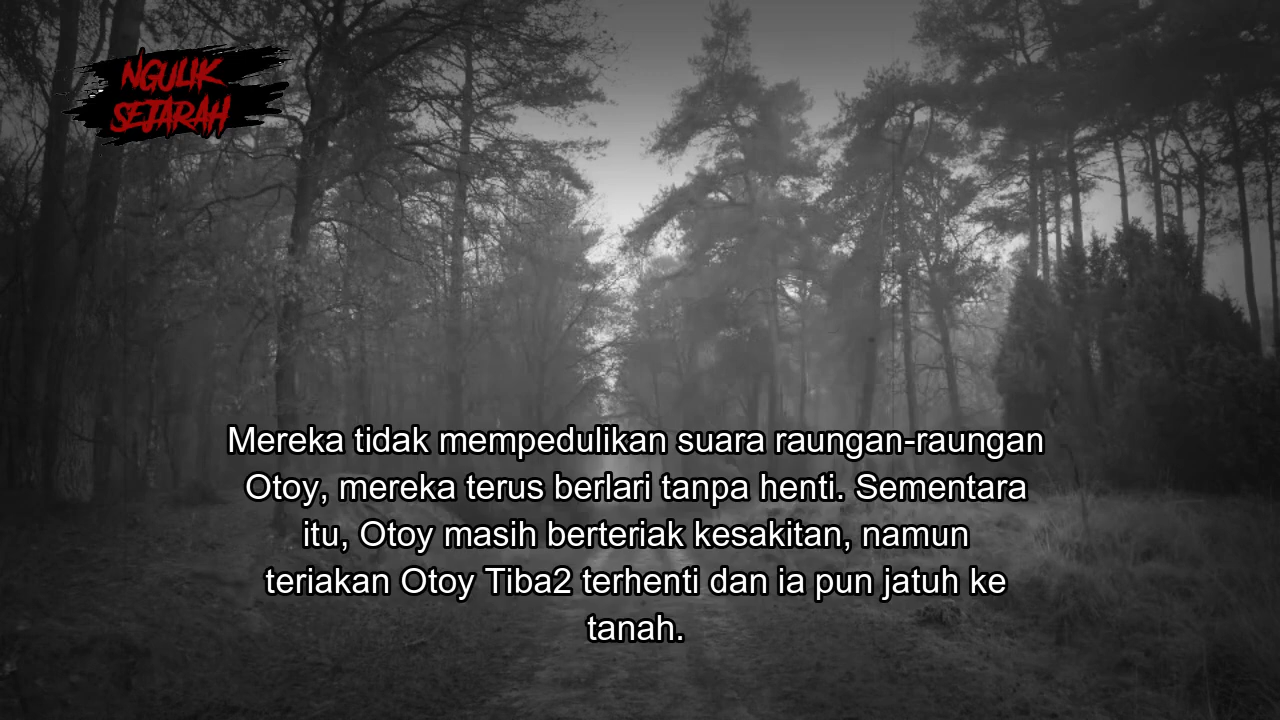 NGULIK
SEJARAH
Mereka tidak mempedulikan suara raungan-raungan
Otoy, mereka terus berlari tanpa henti. Sementara
itu, Otoy masih berteriak kesakitan, namun
teriakan Otoy Tiba2 terhenti dan ia pun jatuh ke
tanah.